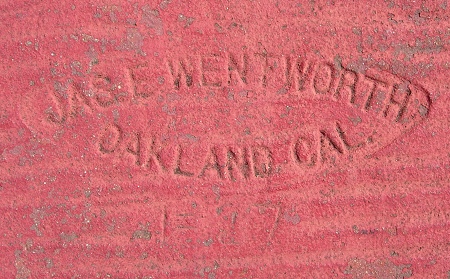 JAS. E. WENTWORTH.
OAKLAND. CAL.